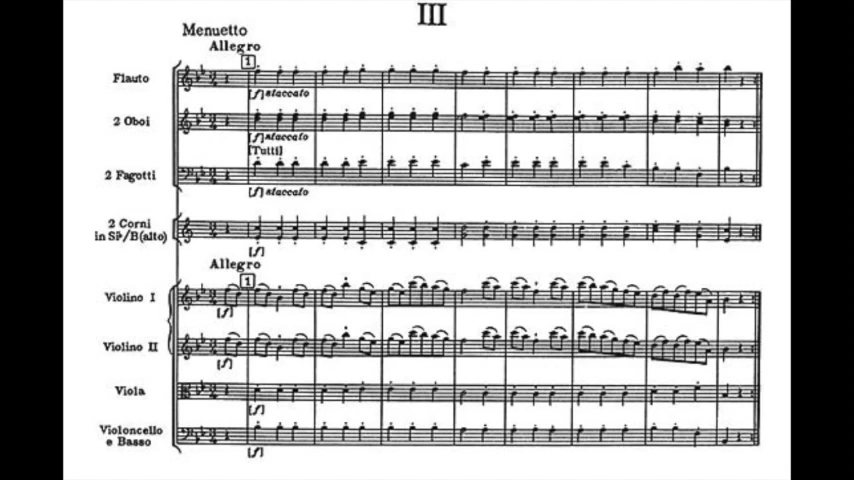 III
Menuetto
Allegro
1
Flauto
[f] staccato
2 Oboi
[f] staccato
[Tutti]
2 Fagotti
[f] staccato
2 Corni
in Si♭/B(alto)
[f]
Allegro
1
Violino I
[f]
Violino II
[f]
Viola
[f]
Violoncello
e Basso
[f]